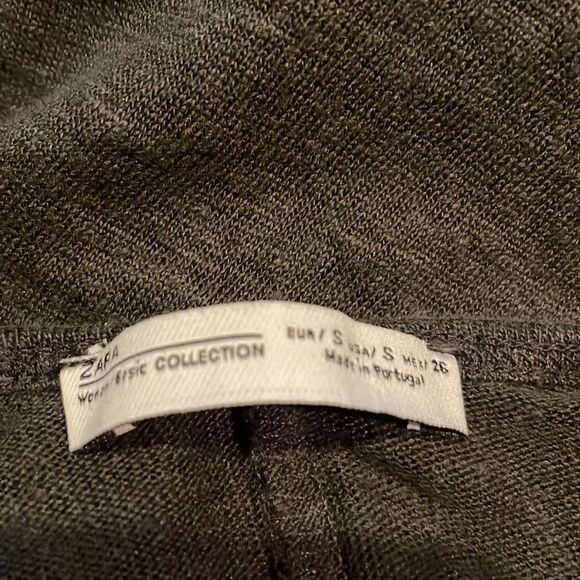 ZARA
Woman Basic COLLECTION
EUR/ S USA/ S MEX/ 26
Made in Portugal